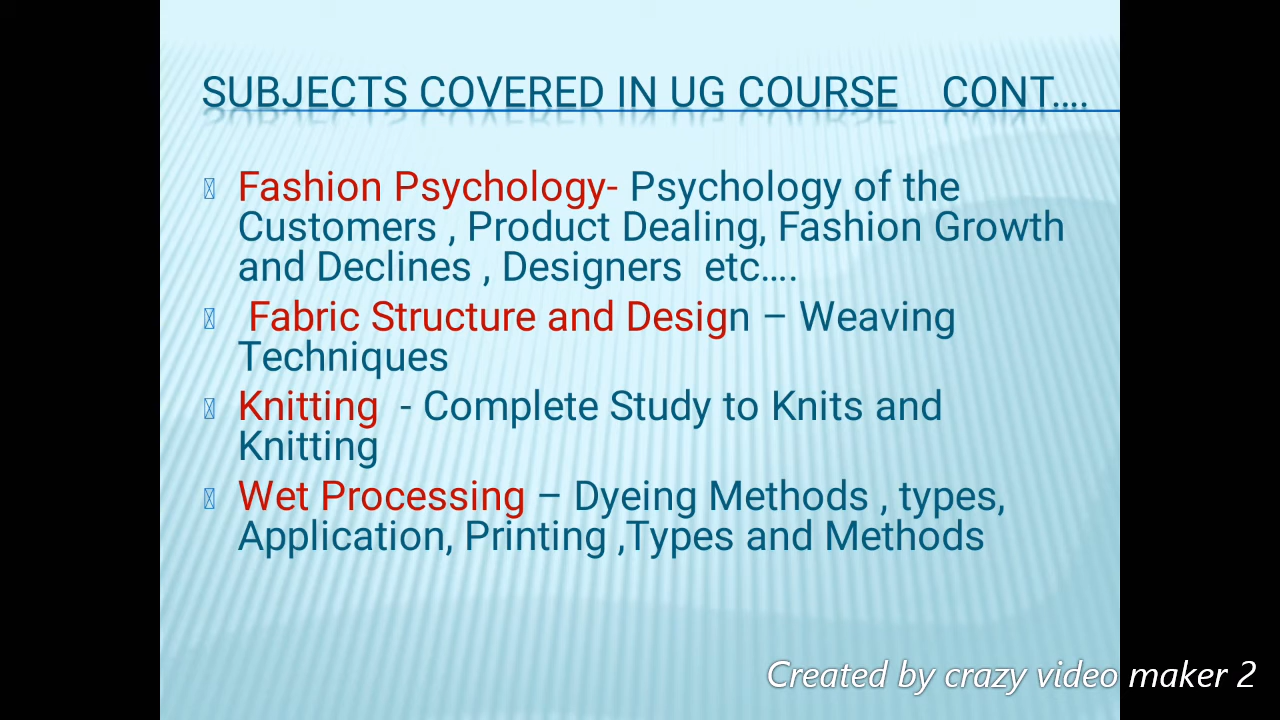 SUBJECTS COVERED IN UG COURSE CONT....
Fashion Psychology- Psychology of the
Customers , Product Dealing, Fashion Growth
and Declines , Designers etc....
Fabric Structure and Design – Weaving
Techniques
Knitting - Complete Study to Knits and
Knitting
Wet Processing – Dyeing Methods , types,
Application, Printing ,Types and Methods
Created by crazy video maker 2